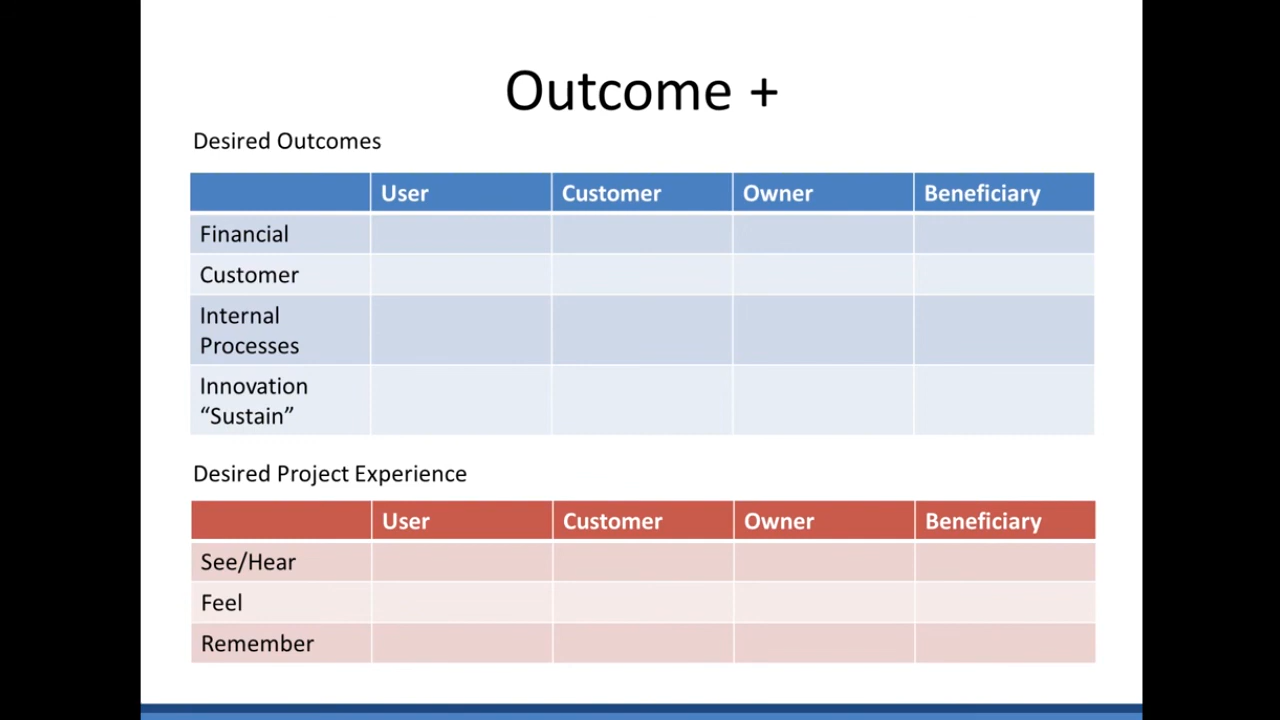 Outcome +
Desired Outcomes
User Customer Owner Beneficiary
Financial
Customer
Internal
Processes
Innovation
“Sustain”
Desired Project Experience
User Customer Owner Beneficiary
See/Hear
Feel
Remember